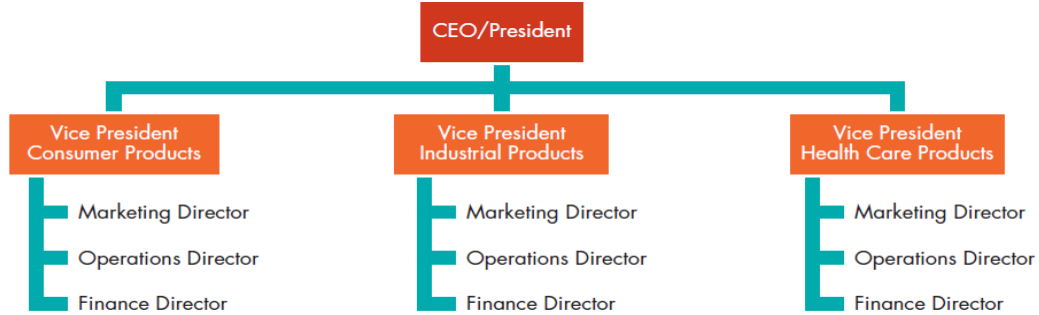 CEO/President
Vice President
Consumer Products
Vice President
Industrial Products
Vice President
Health Care Products
Marketing Director
Operations Director
Finance Director
Marketing Director
Operations Director
Finance Director
Marketing Director
Operations Director
Finance Director